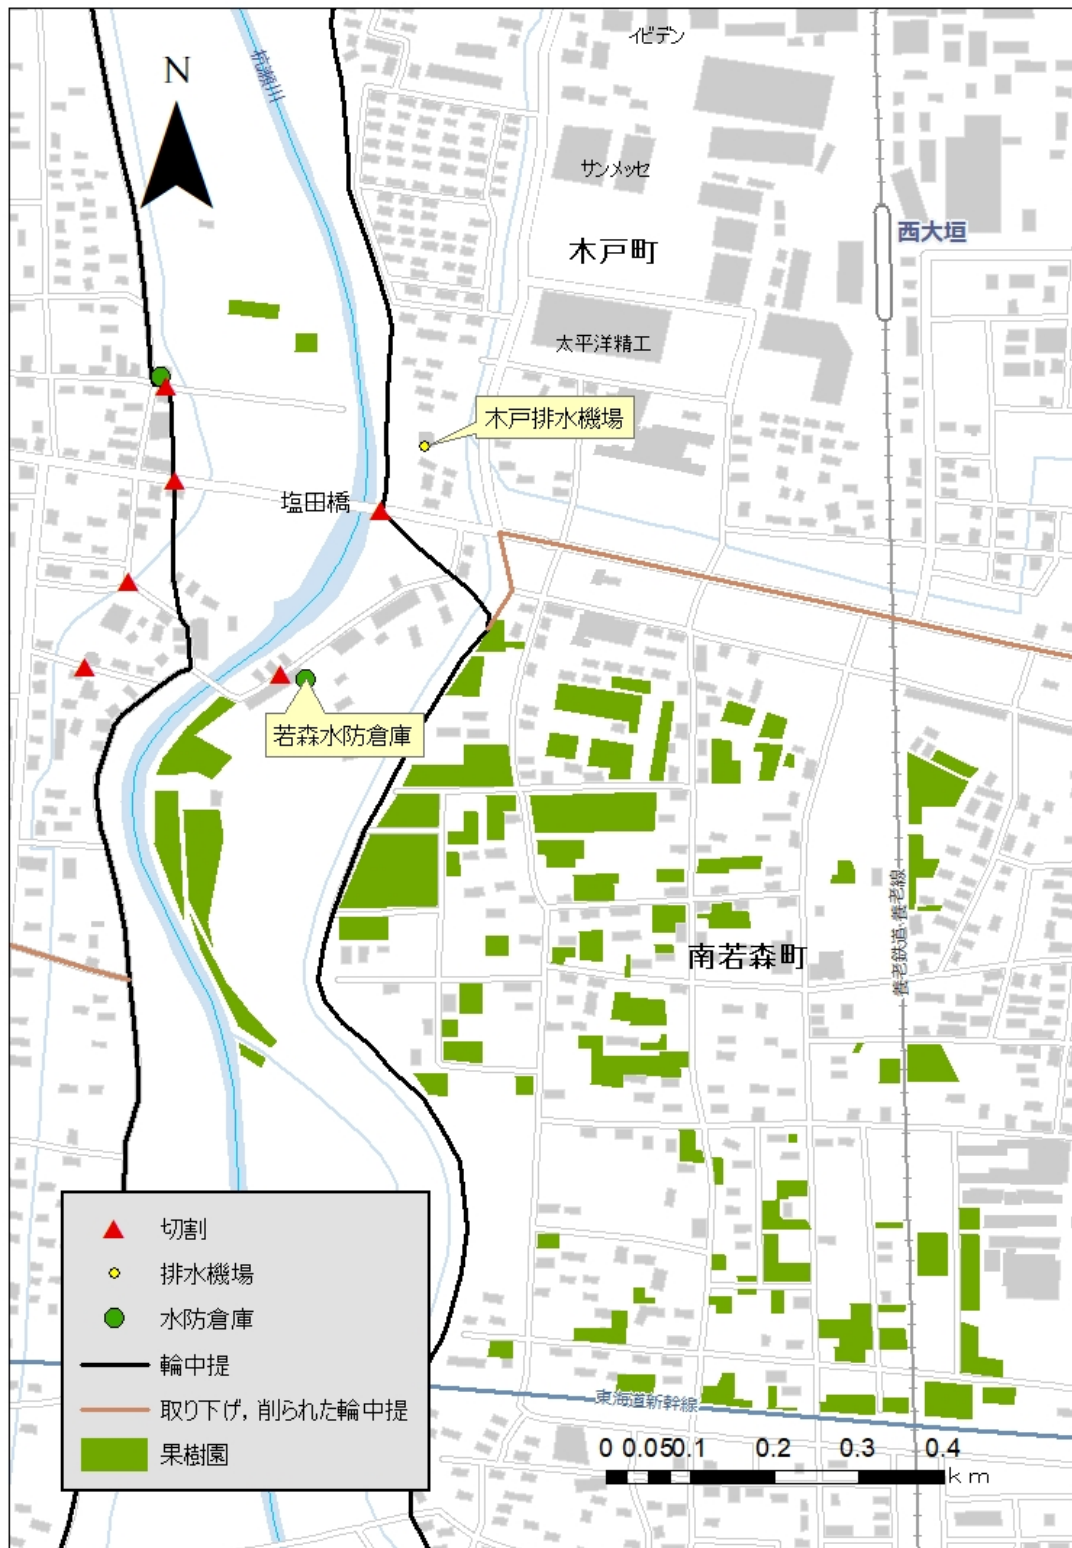 イビデン
杭瀬川
N
サンメッセ
西大垣
木戸町
太平洋精工
木戸排水機場
塩田橋
若森水防倉庫
養老鉄道養老線
南若森町
切割
排水機場
水防倉庫
輪中提
取り下げ，削られた輪中提
果樹園
東海道新幹線
0 0.050.1 0.2 0.3 0.4
km